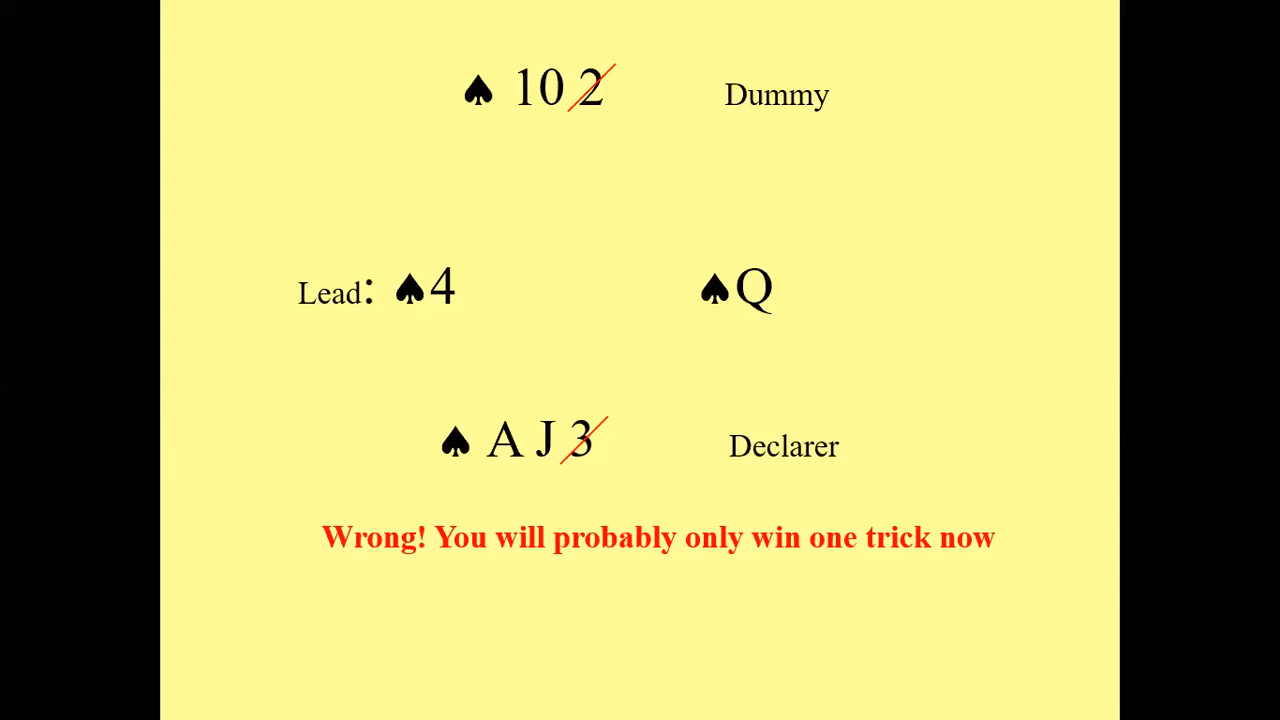 ♠ 10 2 Dummy
Lead: ♠4 ♠Q
♠ A J 3 Declarer
Wrong! You will probably only win one trick now